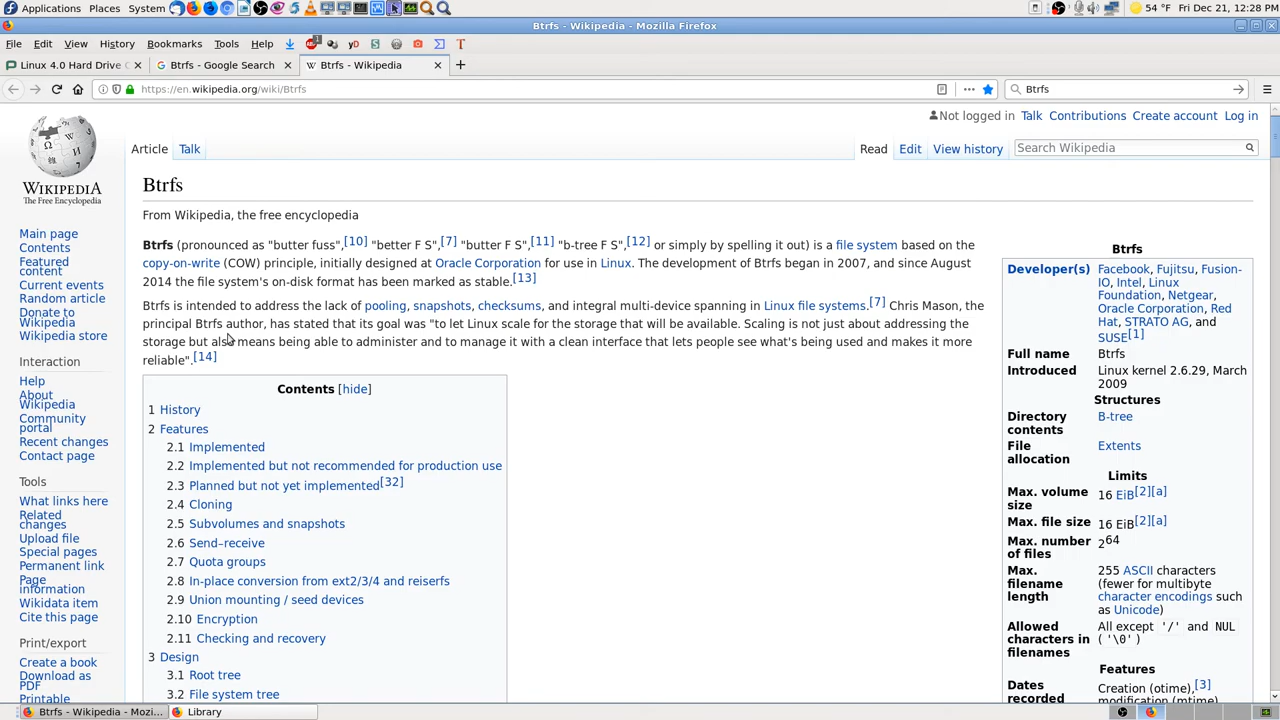 Applications Places System 54 °F Fri Dec 21, 12:28 PM
Btrfs - Wikipedia - Mozilla Firefox
File Edit View History Bookmarks Tools Help
Linux 4.0 Hard Drive
Btrfs - Google Search
Btrfs - Wikipedia
https://en.wikipedia.org/wiki/Btrfs
Btrfs
Not logged in Talk Contributions Create account Log in
Article Talk
Read Edit View history
Search Wikipedia
WIKIPEDIA
The Free Encyclopedia
Main page
Contents
Featured
content
Current events
Random article
Donate to
Wikipedia
Wikipedia store
Interaction
Help
About
Wikipedia
Community
portal
Recent changes
Contact page
Tools
What links here
Related
changes
Upload file
Special pages
Permanent link
Page
information
Wikidata item
Cite this page
Print/export
Create a book
Download as
PDF
Printable
Btrfs
From Wikipedia, the free encyclopedia
Btrfs (pronounced as "butter fuss",[10] "better F S",[7] "butter F S",[11] "b-tree F S",[12] or simply by spelling it out) is a file system based on the
copy-on-write (COW) principle, initially designed at Oracle Corporation for use in Linux. The development of Btrfs began in 2007, and since August
2014 the file system's on-disk format has been marked as stable.[13]
Btrfs is intended to address the lack of pooling, snapshots, checksums, and integral multi-device spanning in Linux file systems.[7] Chris Mason, the
principal Btrfs author, has stated that its goal was "to let Linux scale for the storage that will be available. Scaling is not just about addressing the
storage but also means being able to administer and to manage it with a clean interface that lets people see what's being used and makes it more
reliable".[14]
Contents [hide]
1 History
2 Features
2.1 Implemented
2.2 Implemented but not recommended for production use
2.3 Planned but not yet implemented[32]
2.4 Cloning
2.5 Subvolumes and snapshots
2.6 Send–receive
2.7 Quota groups
2.8 In-place conversion from ext2/3/4 and reiserfs
2.9 Union mounting / seed devices
2.10 Encryption
2.11 Checking and recovery
3 Design
3.1 Root tree
3.2 File system tree
Btrfs
Developer(s) Facebook, Fujitsu, Fusion-
IO, Intel, Linux
Foundation, Netgear,
Oracle Corporation, Red
Hat, STRATO AG, and
SUSE[1]
Full name Btrfs
Introduced Linux kernel 2.6.29, March
2009
Structures
Directory
contents
B-tree
File
allocation
Extents
Limits
Max. volume
size
16 EiB[2][a]
Max. file size 16 EiB[2][a]
Max. number
of files
2^64
Max.
filename
length
255 ASCII characters
(fewer for multibyte
character encodings such
as Unicode)
Allowed
characters in
filenames
All except '/' and NUL
('\0')
Features
Dates
recorded
Creation (otime),[3]
modification (mtime),
Btrfs - Wikipedia - Mozi...
Library